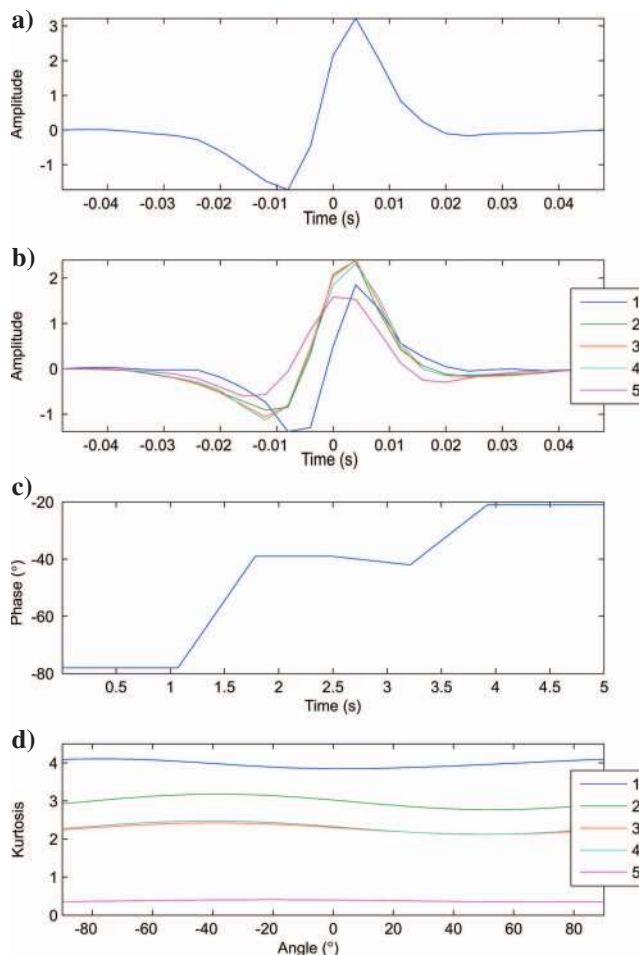 a)
3
2
1
0
-1
Amplitude
-0.04 -0.03 -0.02 -0.01 0 0.01 0.02 0.03 0.04
Time (s)
b)
2
1
0
-1
Amplitude
1
2
3
4
5
-0.04 -0.03 -0.02 -0.01 0 0.01 0.02 0.03 0.04
Time (s)
c)
-20
-40
-60
-80
Phase (°)
0.5 1 1.5 2 2.5 3 3.5 4 4.5 5
Time (s)
d)
4
3
2
1
0
Kurtosis
1
2
3
4
5
-80 -60 -40 -20 0 20 40 60 80
Angle (°)